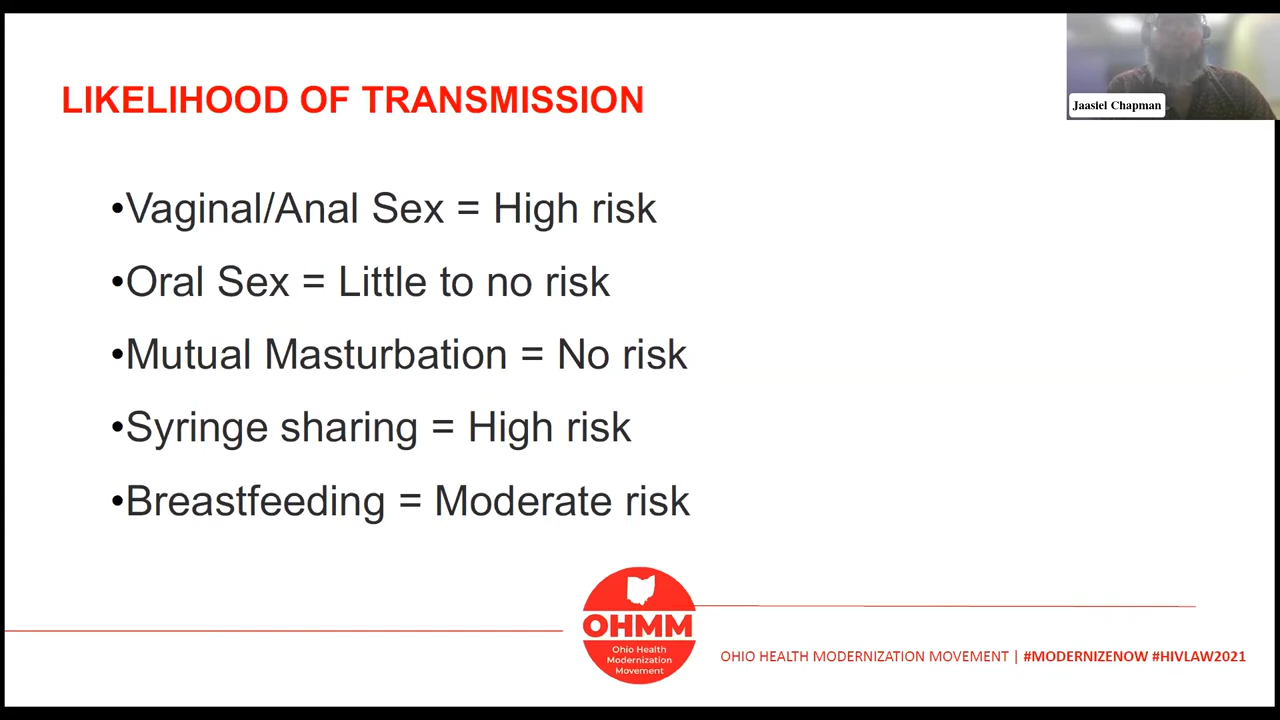 LIKELIHOOD OF TRANSMISSION
Jaasiel Chapman
•Vaginal/Anal Sex = High risk
•Oral Sex = Little to no risk
•Mutual Masturbation = No risk
•Syringe sharing = High risk
•Breastfeeding = Moderate risk
OHMM
Ohio Health
Modernization
Movement
OHIO HEALTH MODERNIZATION MOVEMENT | #MODERNIZENOW #HIVLAW2021